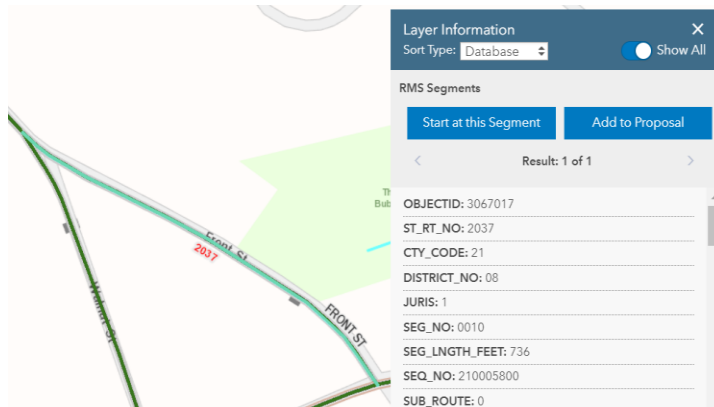 Layer Information
Sort Type: Database
Show All
RMS Segments
Start at this Segment
Add to Proposal
Result: 1 of 1
OBJECTID: 3067017
ST_RT_NO: 2037
CTY_CODE: 21
DISTRICT_NO: 08
JURIS: 1
SEG_NO: 0010
SEG_LNGTH_FEET: 736
SEQ_NO: 210005800
SUB_ROUTE: 0
Front St
2037
Walnut St
FRONT ST